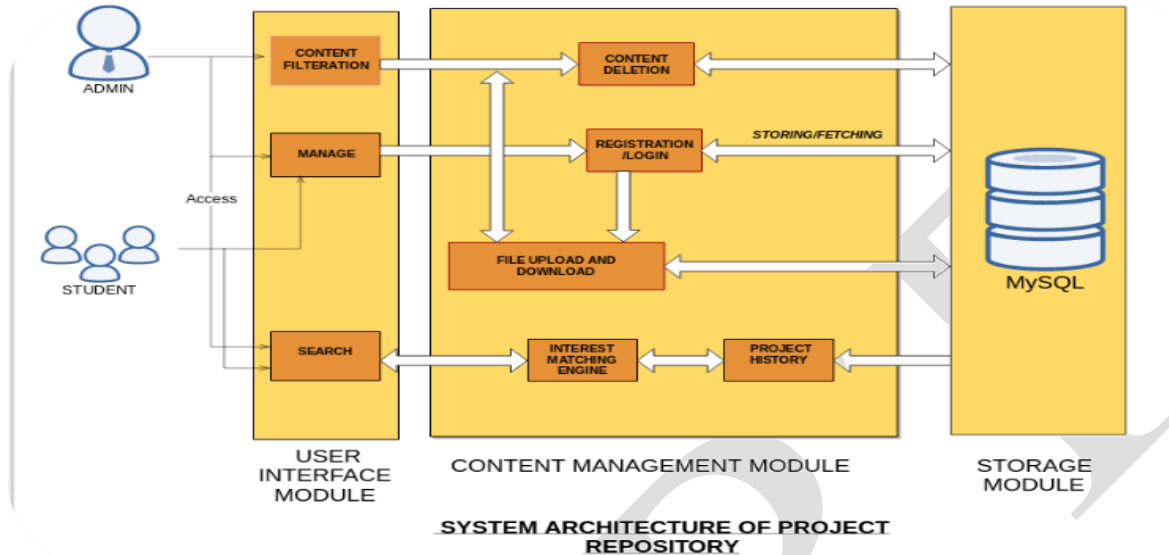 ADMIN
CONTENT
FILTERATION
CONTENT
DELETION
MANAGE
REGISTRATION
/LOGIN
STORING/FETCHING
Access
STUDENT
FILE UPLOAD AND
DOWNLOAD
MySQL
SEARCH
INTEREST
MATCHING
ENGINE
PROJECT
HISTORY
USER
INTERFACE
MODULE
CONTENT MANAGEMENT MODULE
STORAGE
MODULE
SYSTEM ARCHITECTURE OF PROJECT
REPOSITORY